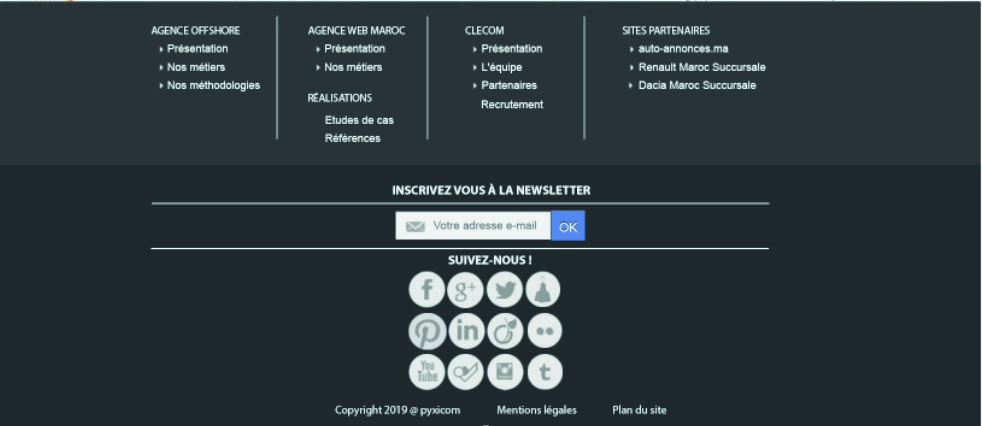 AGENCE OFFSHORE
Présentation
Nos métiers
Nos méthodologies
AGENCE WEB MAROC
Présentation
Nos métiers
RÉALISATIONS
Etudes de cas
Références
CLECOM
Présentation
L'équipe
Partenaires
Recrutement
SITES PARTENAIRES
auto-annonces.ma
Renault Maroc Succursale
Dacia Maroc Succursale
INSCRIVEZ VOUS À LA NEWSLETTER
Votre adresse e-mail OK
SUIVEZ-NOUS !
f g+
in
You Tube t
Copyright 2019 @ pyxicom Mentions légales Plan du site